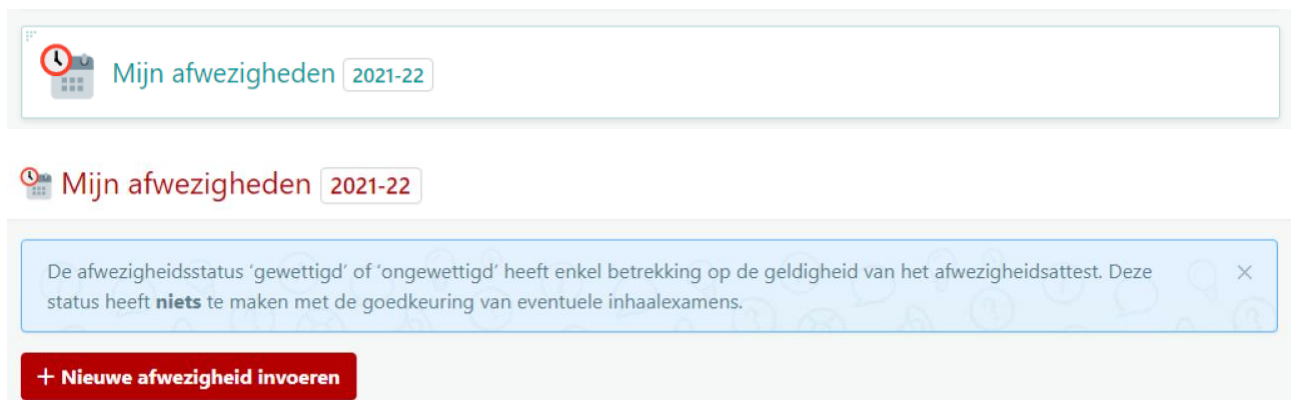 Mijn afwezigheden 2021-22
Mijn afwezigheden 2021-22
De afwezigheidsstatus 'gewettigd' of 'ongewettigd' heeft enkel betrekking op de geldigheid van het afwezigheidsattest. Deze
status heeft niets te maken met de goedkeuring van eventuele inhaalexamens.
+ Nieuwe afwezigheid invoeren